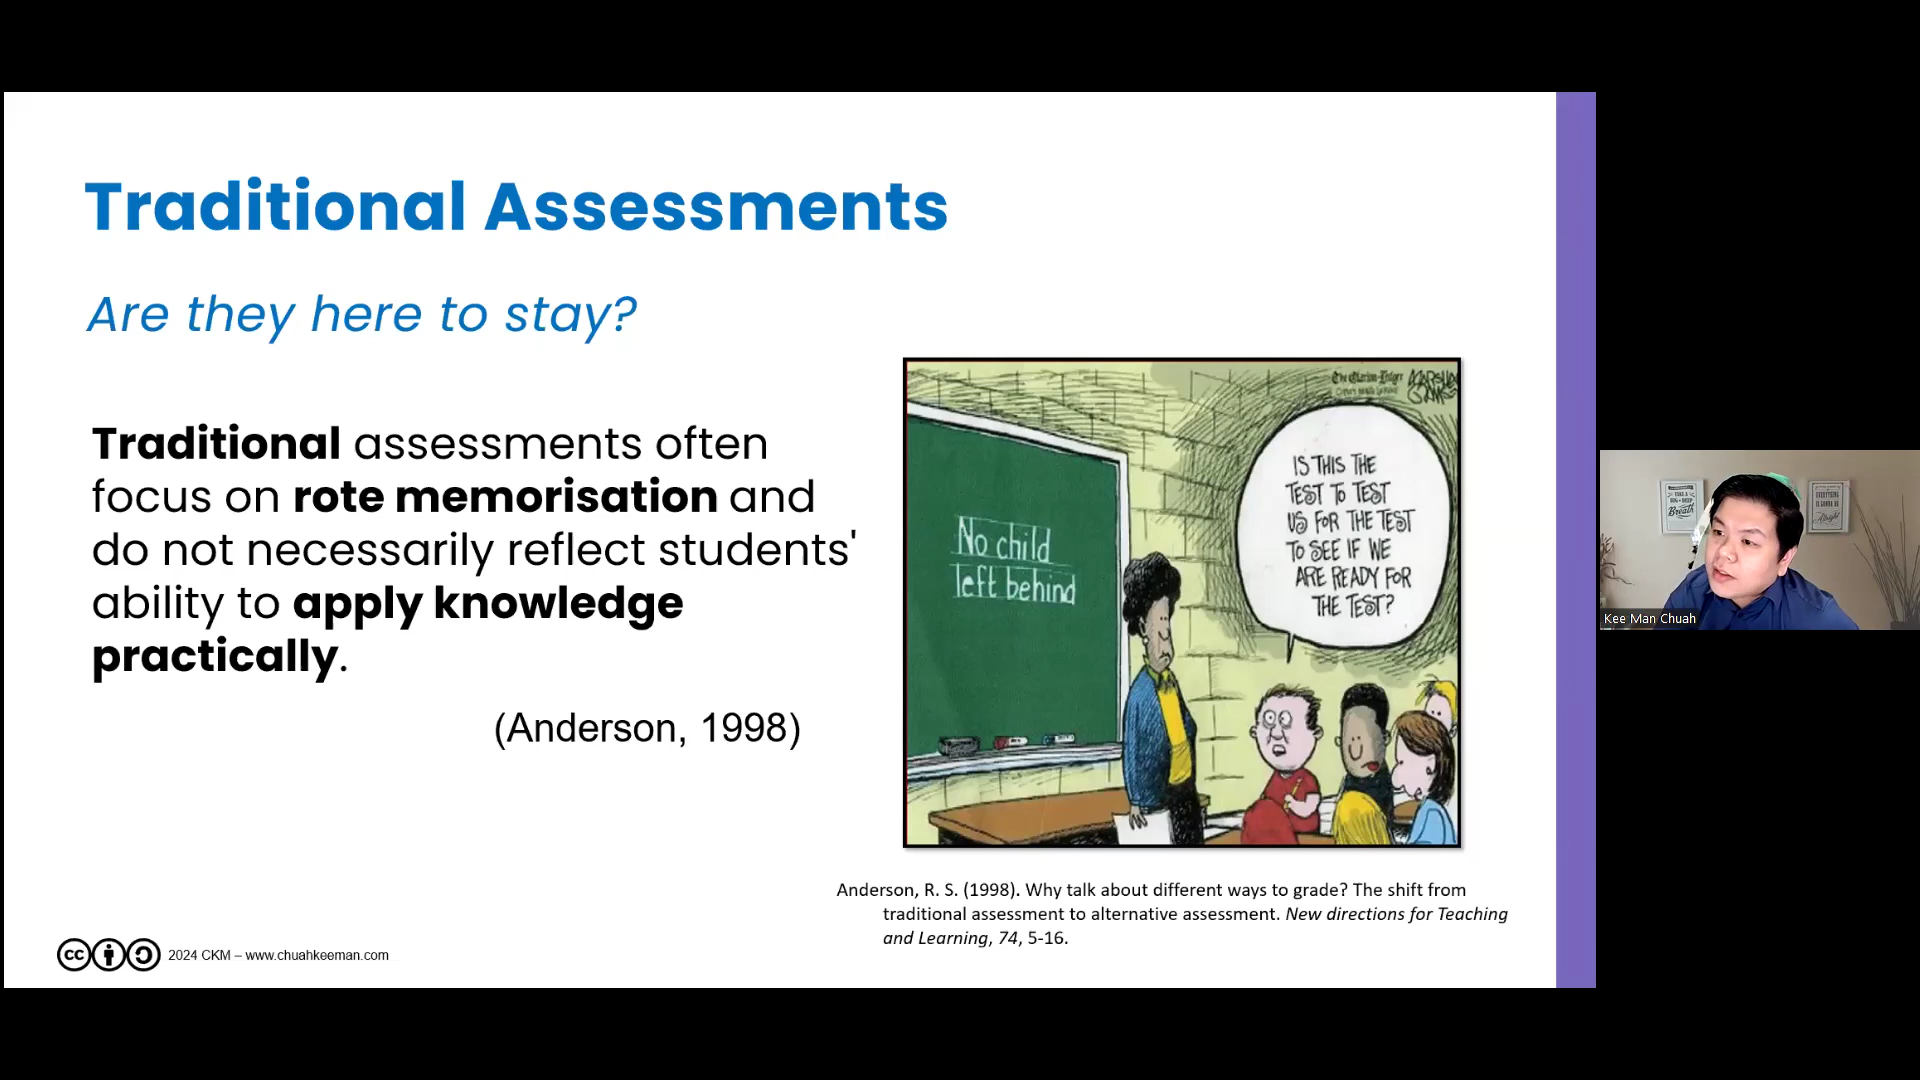 Traditional Assessments
Are they here to stay?
Traditional assessments often
focus on rote memorisation and
do not necessarily reflect students'
ability to apply knowledge
practically.
(Anderson, 1998)
No child
left behind
IS THIS THE
TEST TO TEST
US FOR THE TEST
TO SEE IF WE
ARE READY FOR
THE TEST?
Anderson, R. S. (1998). Why talk about different ways to grade? The shift from
traditional assessment to alternative assessment. New directions for Teaching
and Learning, 74, 5-16.
cc
2024 CKM – www.chuahkeeman.com
Breath
Alright
Kee Man Chuah